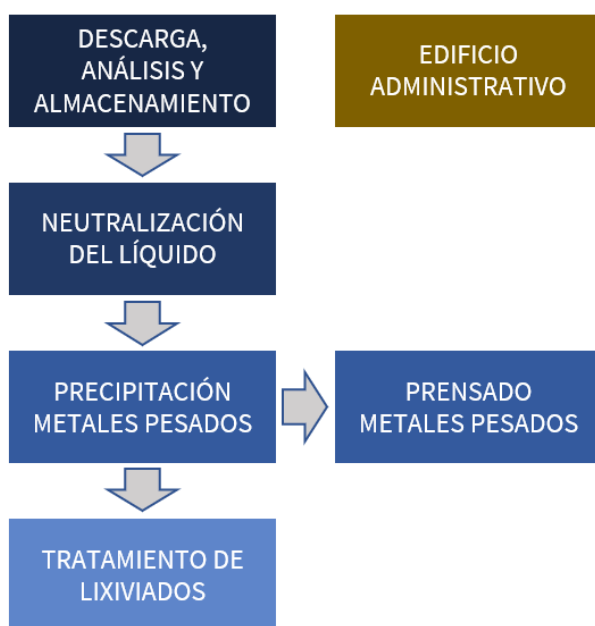 DESCARGA,
ANÁLISIS Y
ALMACENAMIENTO
EDIFICIO
ADMINISTRATIVO
NEUTRALIZACIÓN
DEL LÍQUIDO
PRECIPITACIÓN
METALES PESADOS
PRENSADO
METALES PESADOS
TRATAMIENTO DE
LIXIVIADOS